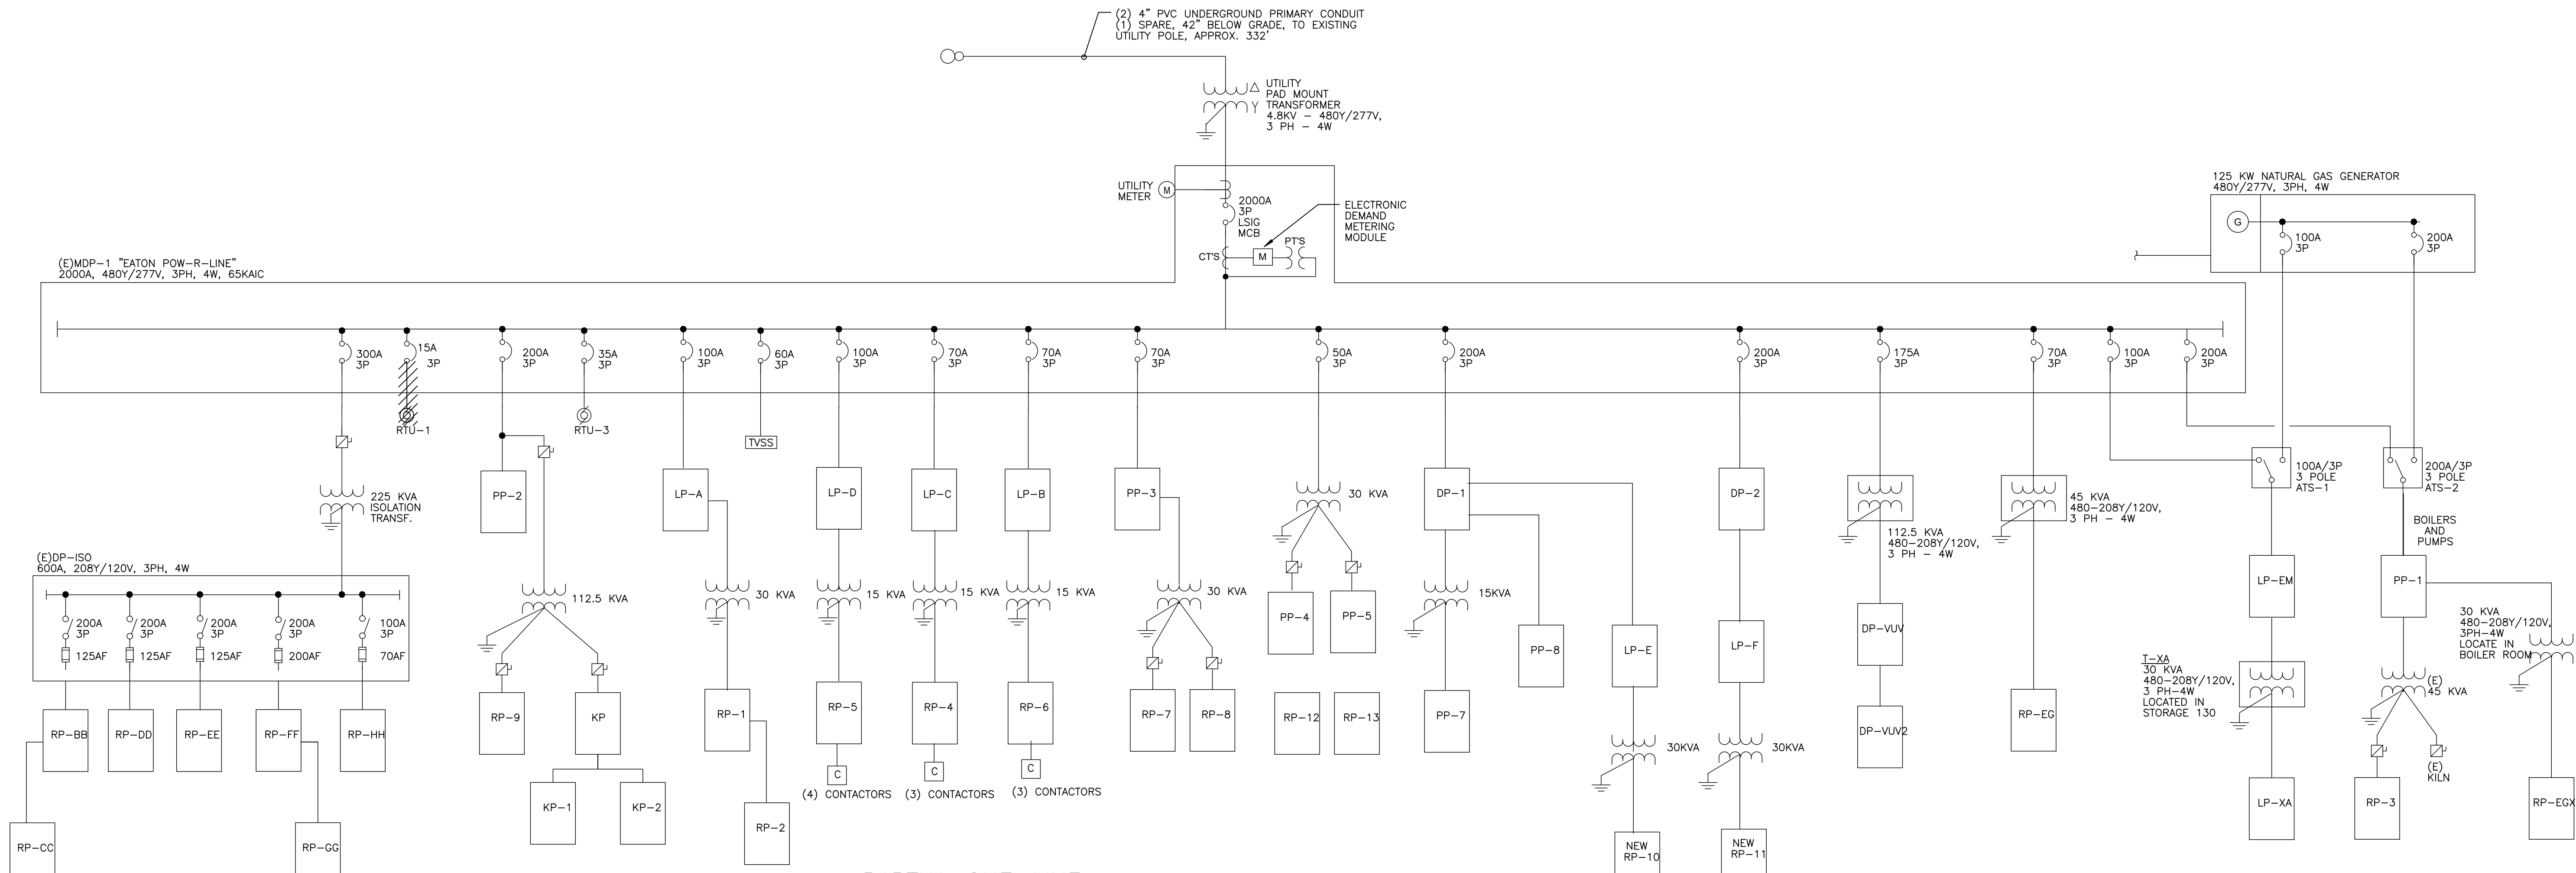 (2) 4" PVC UNDERGROUND PRIMARY CONDUIT
(1) SPARE, 42" BELOW GRADE, TO EXISTING
UTILITY POLE, APPROX. 332'
UTILITY
PAD MOUNT
TRANSFORMER
4.8KV - 480Y/277V,
3 PH - 4W
UTILITY
METER
M
2000A
3P
LSIG
MCB
ELECTRONIC
DEMAND
METERING
MODULE
CT'S
M
PT'S
125 KW NATURAL GAS GENERATOR
480Y/277V, 3PH, 4W
G
100A
3P
200A
3P
(E)MDP-1 "EATON POW-R-LINE"
2000A, 480Y/277V, 3PH, 4W, 65KAIC
300A
3P
15A
3P
200A
3P
35A
3P
100A
3P
60A
3P
100A
3P
70A
3P
70A
3P
70A
3P
50A
3P
200A
3P
200A
3P
175A
3P
70A
3P
100A
3P
200A
3P
RTU-1
RTU-3
TVSS
225 KVA
ISOLATION
TRANSF.
PP-2
LP-A
LP-D
LP-C
LP-B
PP-3
30 KVA
DP-1
DP-2
112.5 KVA
480-208Y/120V,
3 PH - 4W
45 KVA
480-208Y/120V,
3 PH - 4W
100A/3P
3 POLE
ATS-1
200A/3P
3 POLE
ATS-2
BOILERS
AND
PUMPS
(E)DP-ISO
600A, 208Y/120V, 3PH, 4W
200A
3P
125AF
200A
3P
125AF
200A
3P
125AF
200A
3P
200AF
100A
3P
70AF
112.5 KVA
30 KVA
15 KVA
15 KVA
15 KVA
30 KVA
PP-4
PP-5
15KVA
PP-8
LP-E
LP-F
DP-VUV
LP-EM
PP-1
30 KVA
480-208Y/120V,
3PH-4W
LOCATE IN
BOILER ROOM
T-XA
30 KVA
480-208Y/120V,
3 PH-4W
LOCATED IN
STORAGE 130
(E)
45 KVA
RP-BB
RP-DD
RP-EE
RP-FF
RP-HH
RP-9
KP
RP-1
RP-5
RP-4
RP-6
RP-7
RP-8
RP-12
RP-13
PP-7
30KVA
30KVA
DP-VUV2
RP-EG
(E)
KILN
C
(4) CONTACTORS
C
(3) CONTACTORS
C
(3) CONTACTORS
KP-1
KP-2
RP-2
LP-XA
RP-3
RP-EGX
RP-CC
RP-GG
NEW
RP-10
NEW
RP-11